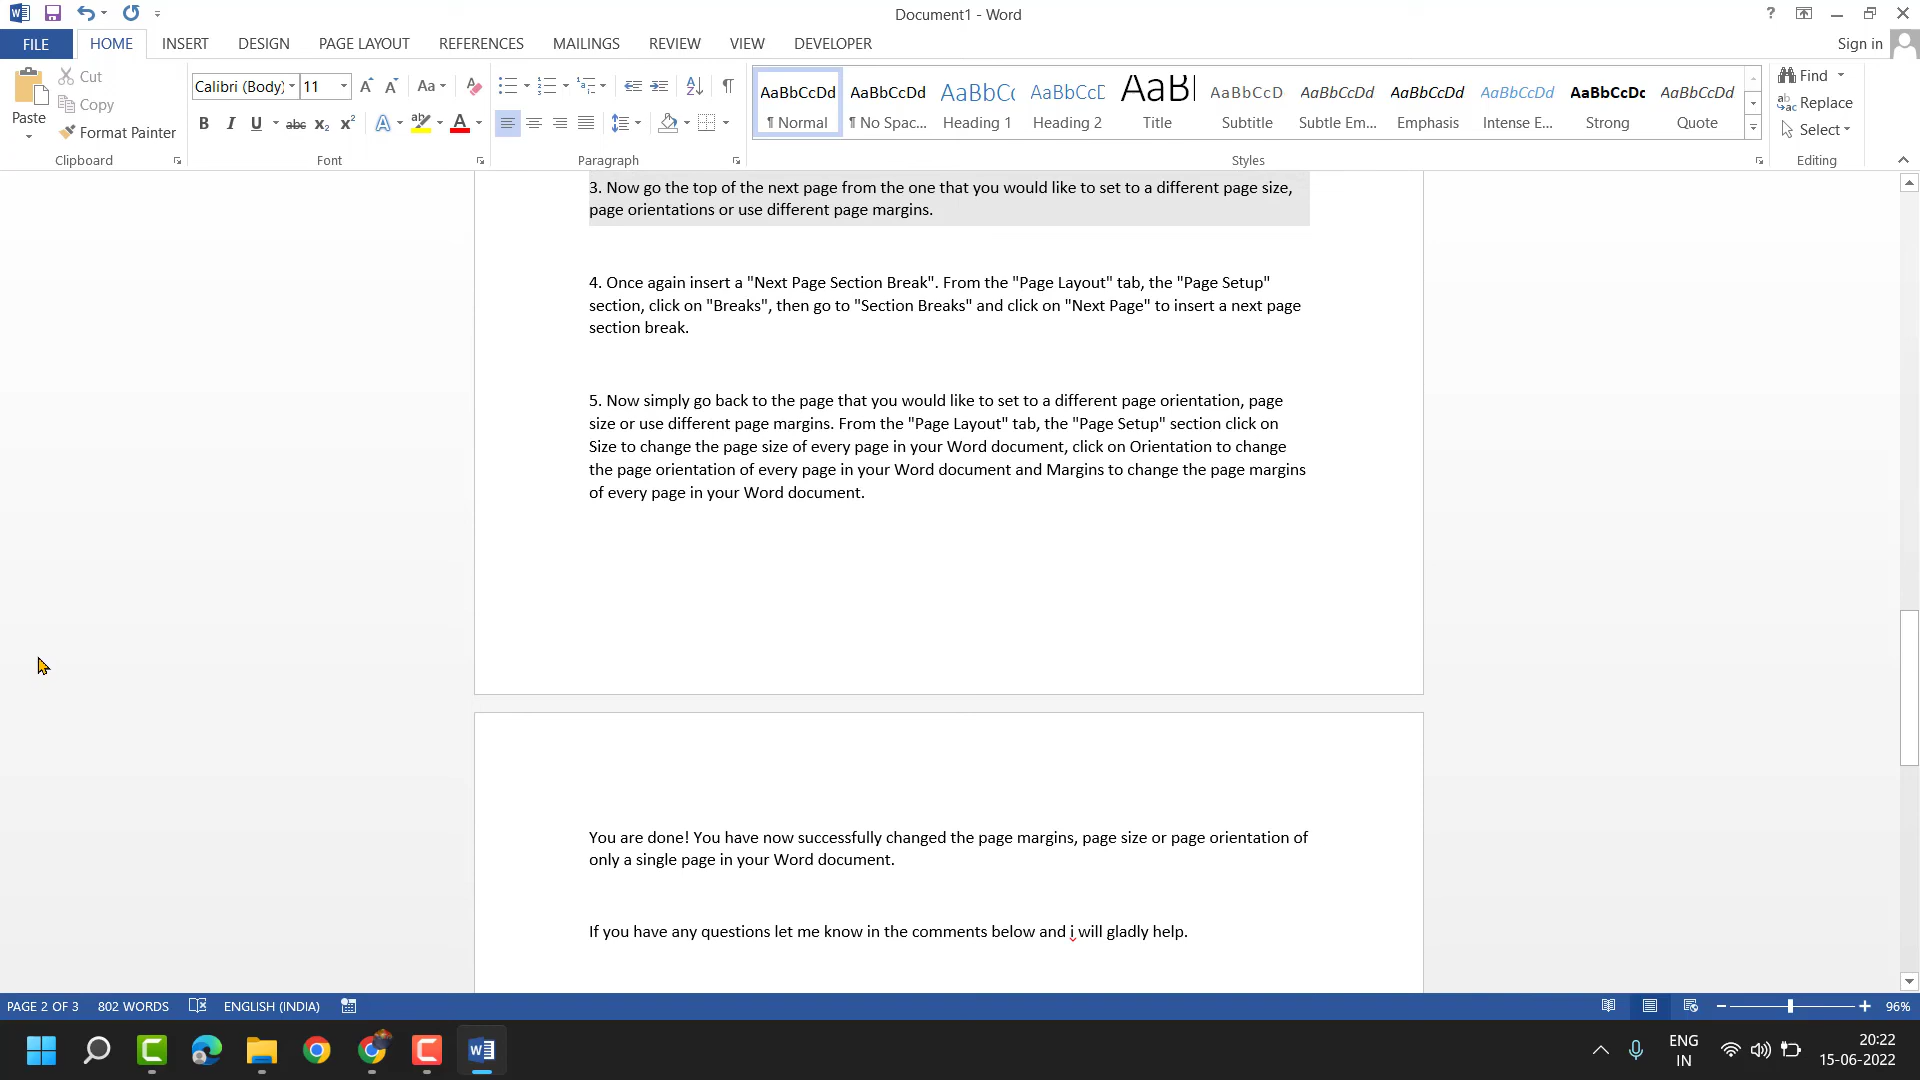 Document1 - Word
FILE HOME INSERT DESIGN PAGE LAYOUT REFERENCES MAILINGS REVIEW VIEW DEVELOPER Sign in
Paste
Cut
Copy
Format Painter
Clipboard
Calibri (Body) 11
Font
Paragraph
AaBbCcDd AaBbCcDd AaBbC AaBbCcD AaBb AaBbCcD AaBbCcDd AaBbCcDd AaBbCcDd AaBbCcDc AaBbCcDd
¶ Normal ¶ No Spac... Heading 1 Heading 2 Title Subtitle Subtle Em... Emphasis Intense E... Strong Quote
Styles
Find
Replace
Select
Editing
3. Now go the top of the next page from the one that you would like to set to a different page size,
page orientations or use different page margins.
4. Once again insert a "Next Page Section Break". From the "Page Layout" tab, the "Page Setup"
section, click on "Breaks", then go to "Section Breaks" and click on "Next Page" to insert a next page
section break.
5. Now simply go back to the page that you would like to set to a different page orientation, page
size or use different page margins. From the "Page Layout" tab, the "Page Setup" section click on
Size to change the page size of every page in your Word document, click on Orientation to change
the page orientation of every page in your Word document and Margins to change the page margins
of every page in your Word document.
You are done! You have now successfully changed the page margins, page size or page orientation of
only a single page in your Word document.
If you have any questions let me know in the comments below and i will gladly help.
PAGE 2 OF 3 802 WORDS ENGLISH (INDIA) 96%
ENG
IN
20:22
15-06-2022